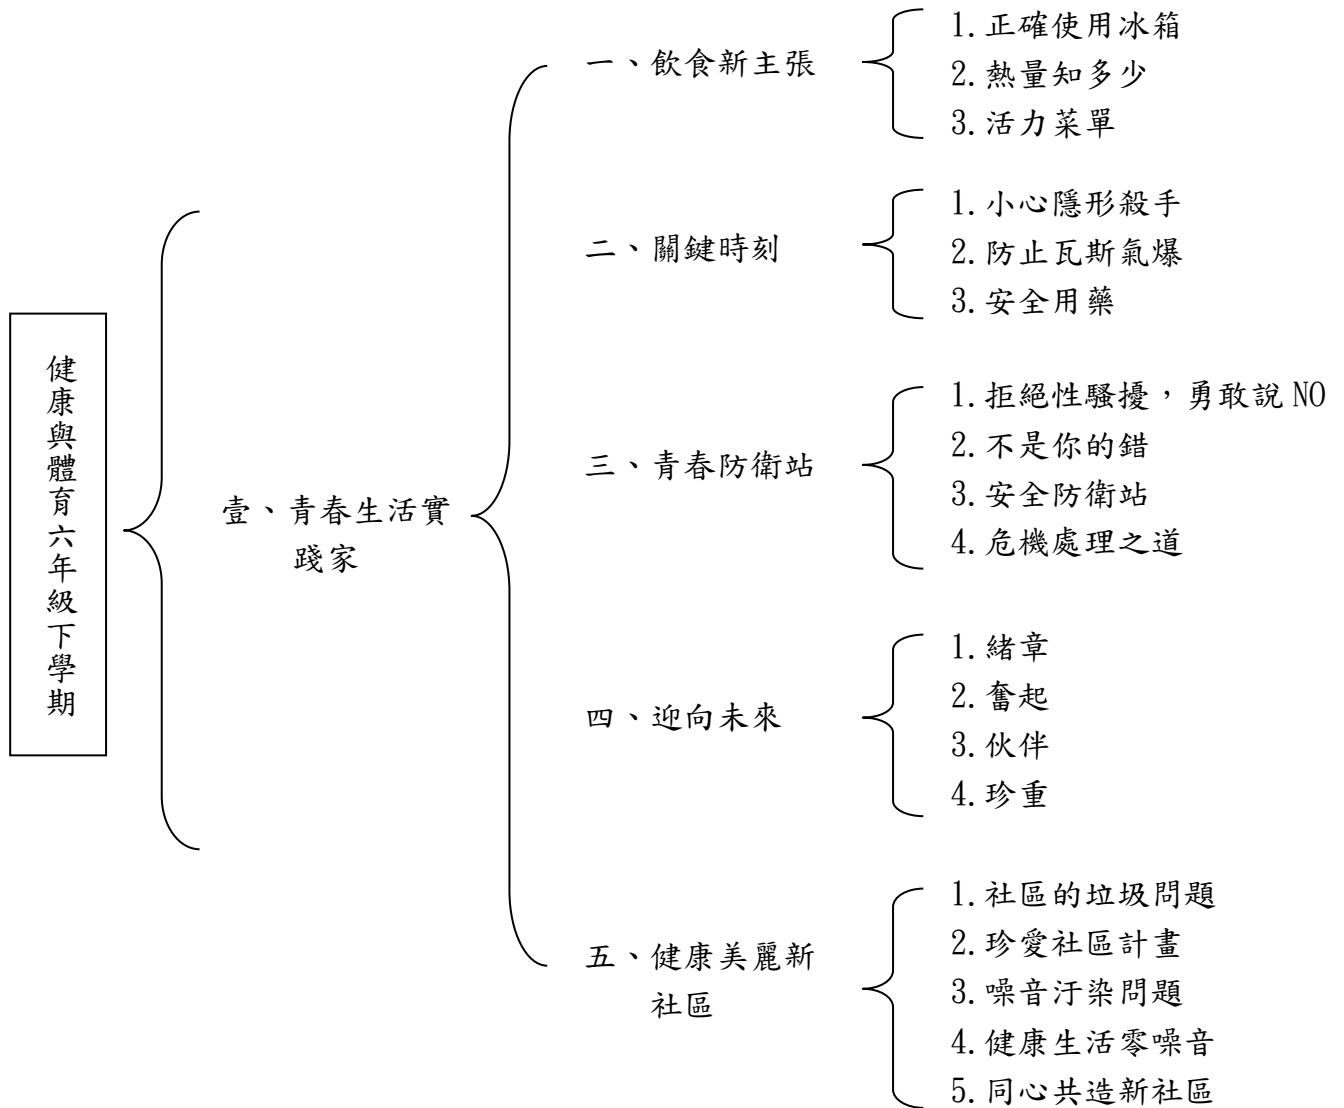 健康與體育六年級下學期
壹、青春生活實
踐家
一、飲食新主張
1.正確使用冰箱
2.熱量知多少
3.活力菜單
二、關鍵時刻
1.小心隱形殺手
2.防止瓦斯氣爆
3.安全用藥
三、青春防衛站
1.拒絕性騷擾，勇敢說 NO
2.不是你的錯
3.安全防衛站
4.危機處理之道
四、迎向未來
1.緒章
2.奮起
3.伙伴
4.珍重
五、健康美麗新
社區
1.社區的垃圾問題
2.珍愛社區計畫
3.噪音汙染問題
4.健康生活零噪音
5.同心共造新社區